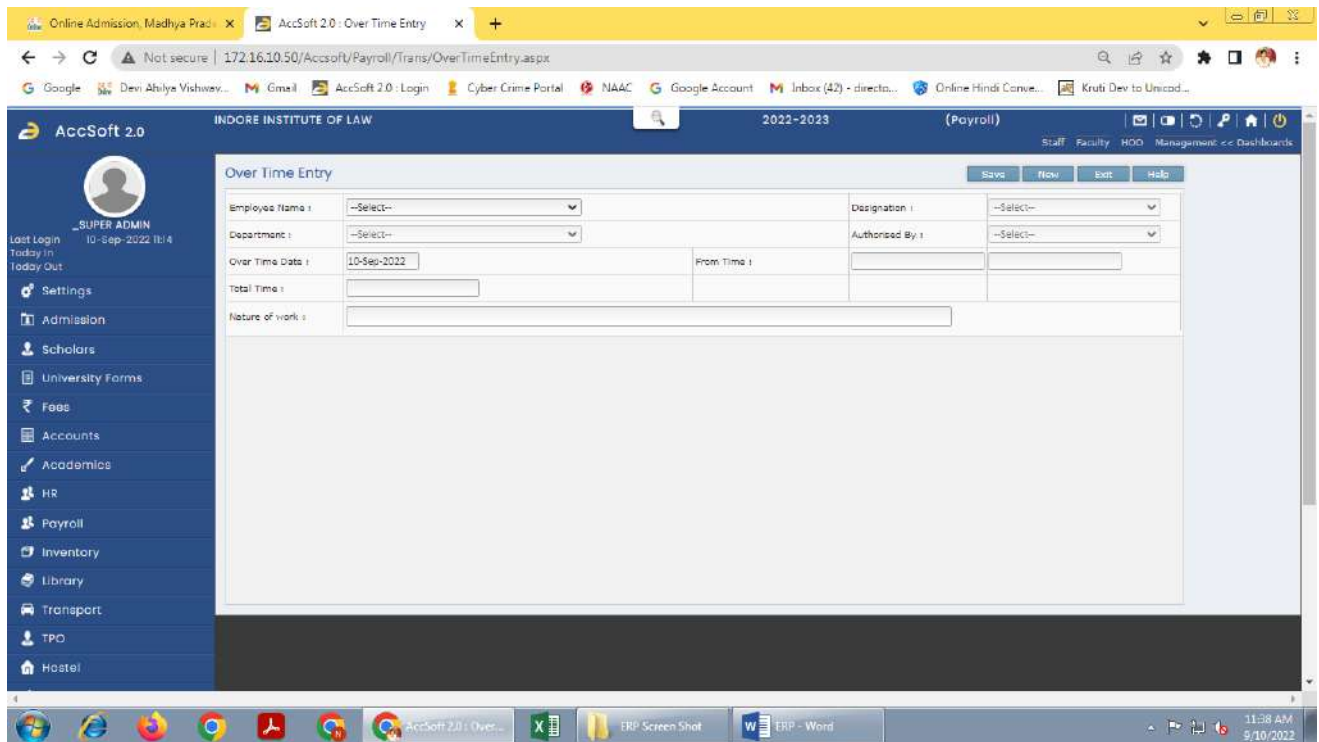 Online Admission, Madhya Prad
AccSoft 2.0 : Over Time Entry
Not secure | 172.16.10.50/Accsoft/Payroll/Trans/OverTimeEntry.aspx
Google
Devi Ahilya Vishwav...
Gmail
AccSoft 2.0 : Login
Cyber Crime Portal
NAAC
Google Account
Inbox (42) - directo...
Online Hindi Conve...
Kruti Dev to Unicod...
AccSoft 2.0
INDORE INSTITUTE OF LAW
2022-2023
(Payroll)
Staff Faculty HOD Management << Dashboards
_SUPER ADMIN
Last Login 10-Sep-2022 11:14
Today In
Today Out
Settings
Admission
Scholars
University Forms
Fees
Accounts
Academics
HR
Payroll
Inventory
Library
Transport
TPO
Hostel
Over Time Entry
Save New Exit Help
Employee Name : --Select-- Designation : --Select--
Department : --Select-- Authorised By : --Select--
Over Time Date : 10-Sep-2022 From Time :
Total Time :
Nature of work :
AccSoft 2.0 : Over...
ERP Screen Shot
ERP - Word
11:38 AM
9/10/2022